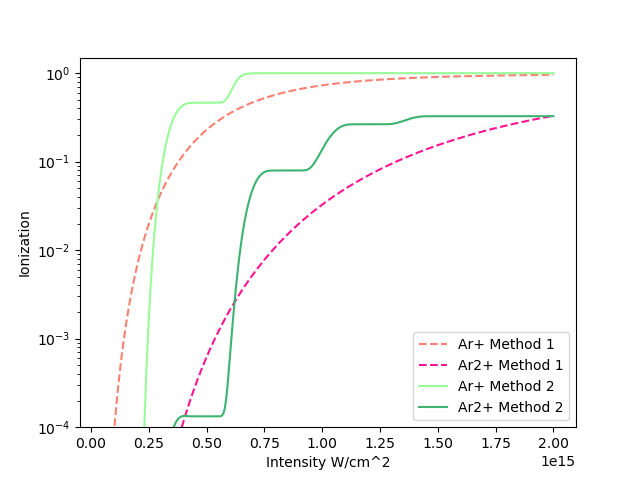 10^0
10^-1
10^-2
10^-3
10^-4
Ionization
0.00 0.25 0.50 0.75 1.00 1.25 1.50 1.75 2.00
Intensity W/cm^2
1e15
Ar+ Method 1
Ar2+ Method 1
Ar+ Method 2
Ar2+ Method 2